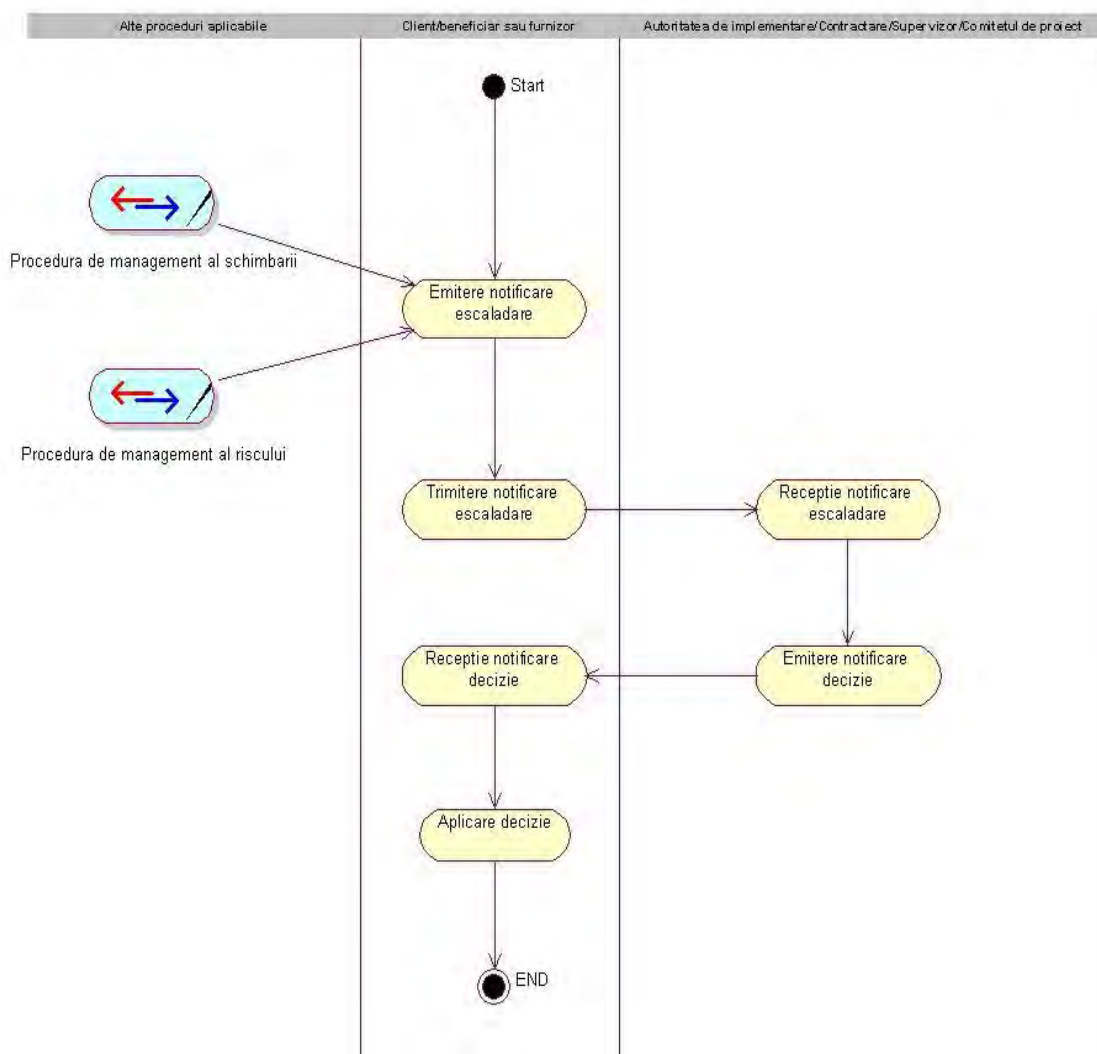 Alte proceduri aplicabile
Client/beneficiar sau furnizor
Autoritatea de implementare/Contractare/Supervizor/Comitetul de proiect
Start
Procedura de management al schimbarii
Emitere notificare
escaladare
Procedura de management al riscului
Trimitere notificare
escaladare
Receptie notificare
escaladare
Receptie notificare
decizie
Emitere notificare
decizie
Aplicare decizie
END